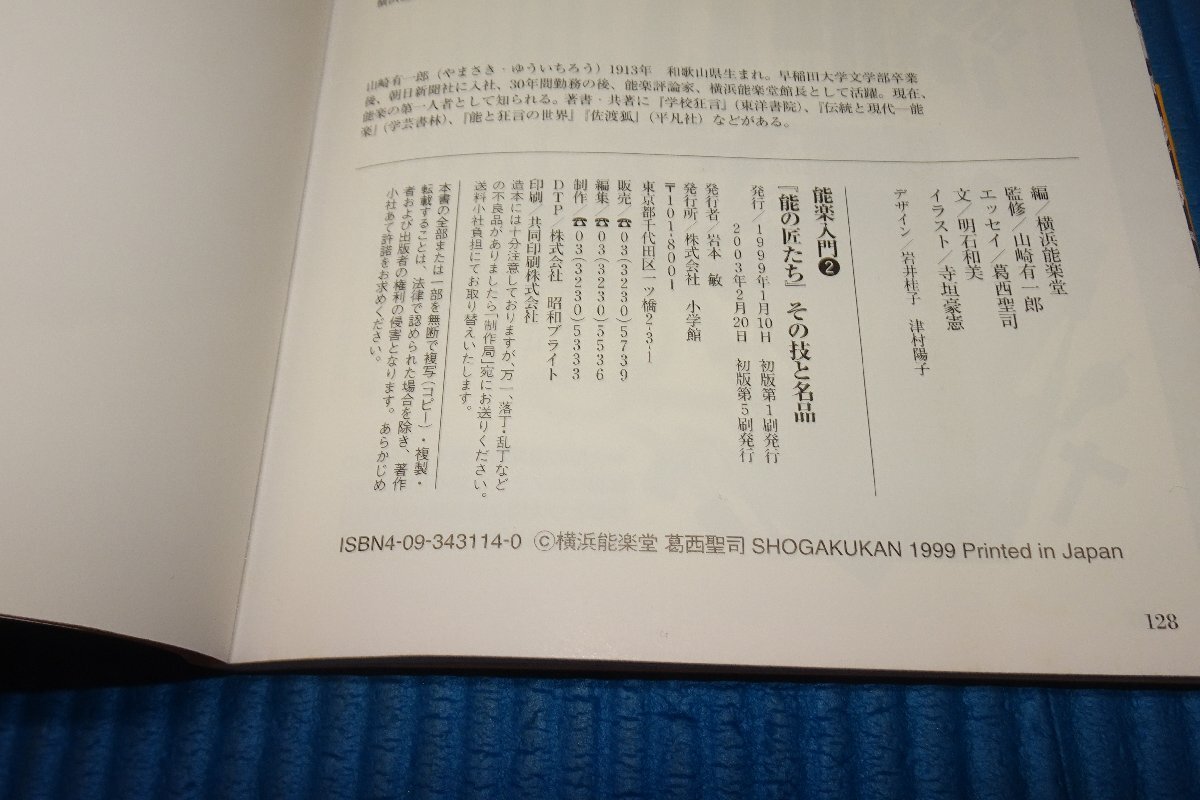 山崎有一郎（やまさき・ゆういちろう）1913年　和歌山県生まれ。早稲田大学文学部卒業
後、朝日新聞社に入社、30年間勤務の後、能楽評論家、横浜能楽堂館長として活躍。現在、
能楽の第一人者として知られる。著書・共著に『学校狂言』（東洋書院）、『伝統と現代―能
楽』（学芸書林）、『能と狂言の世界』『佐渡狐』（平凡社）などがある。
編／横浜能楽堂
監修／山崎有一郎
エッセイ／葛西聖司
文／明石和美
イラスト／寺垣豪憲
デザイン／岩井桂子　津村陽子
能楽入門❷
『能の匠たち』その技と名品
発行／1999年1月10日　初版第1刷発行
2003年2月20日　初版第5刷発行
発行者／岩本　敏
発行所／株式会社　小学館
〒101-8001
東京都千代田区一ツ橋2-3-1
販売／☎03(3230)5739
編集／☎03(3230)5536
制作／☎03(3230)5333
DTP／株式会社　昭和ブライト
印刷／共同印刷株式会社
造本には十分注意しておりますが、万一、落丁・乱丁など
の不良品がありましたら「制作局」宛にお送りください。
送料小社負担にてお取り替えいたします。
本書の全部または一部を無断で複写（コピー）・複製・
転載することは、法律で認められた場合を除き、著作
者および出版者の権利の侵害となります。あらかじめ
小社あて許諾をお求めください。
ISBN4-09-343114-0 ©横浜能楽堂 葛西聖司 SHOGAKUKAN 1999 Printed in Japan
128